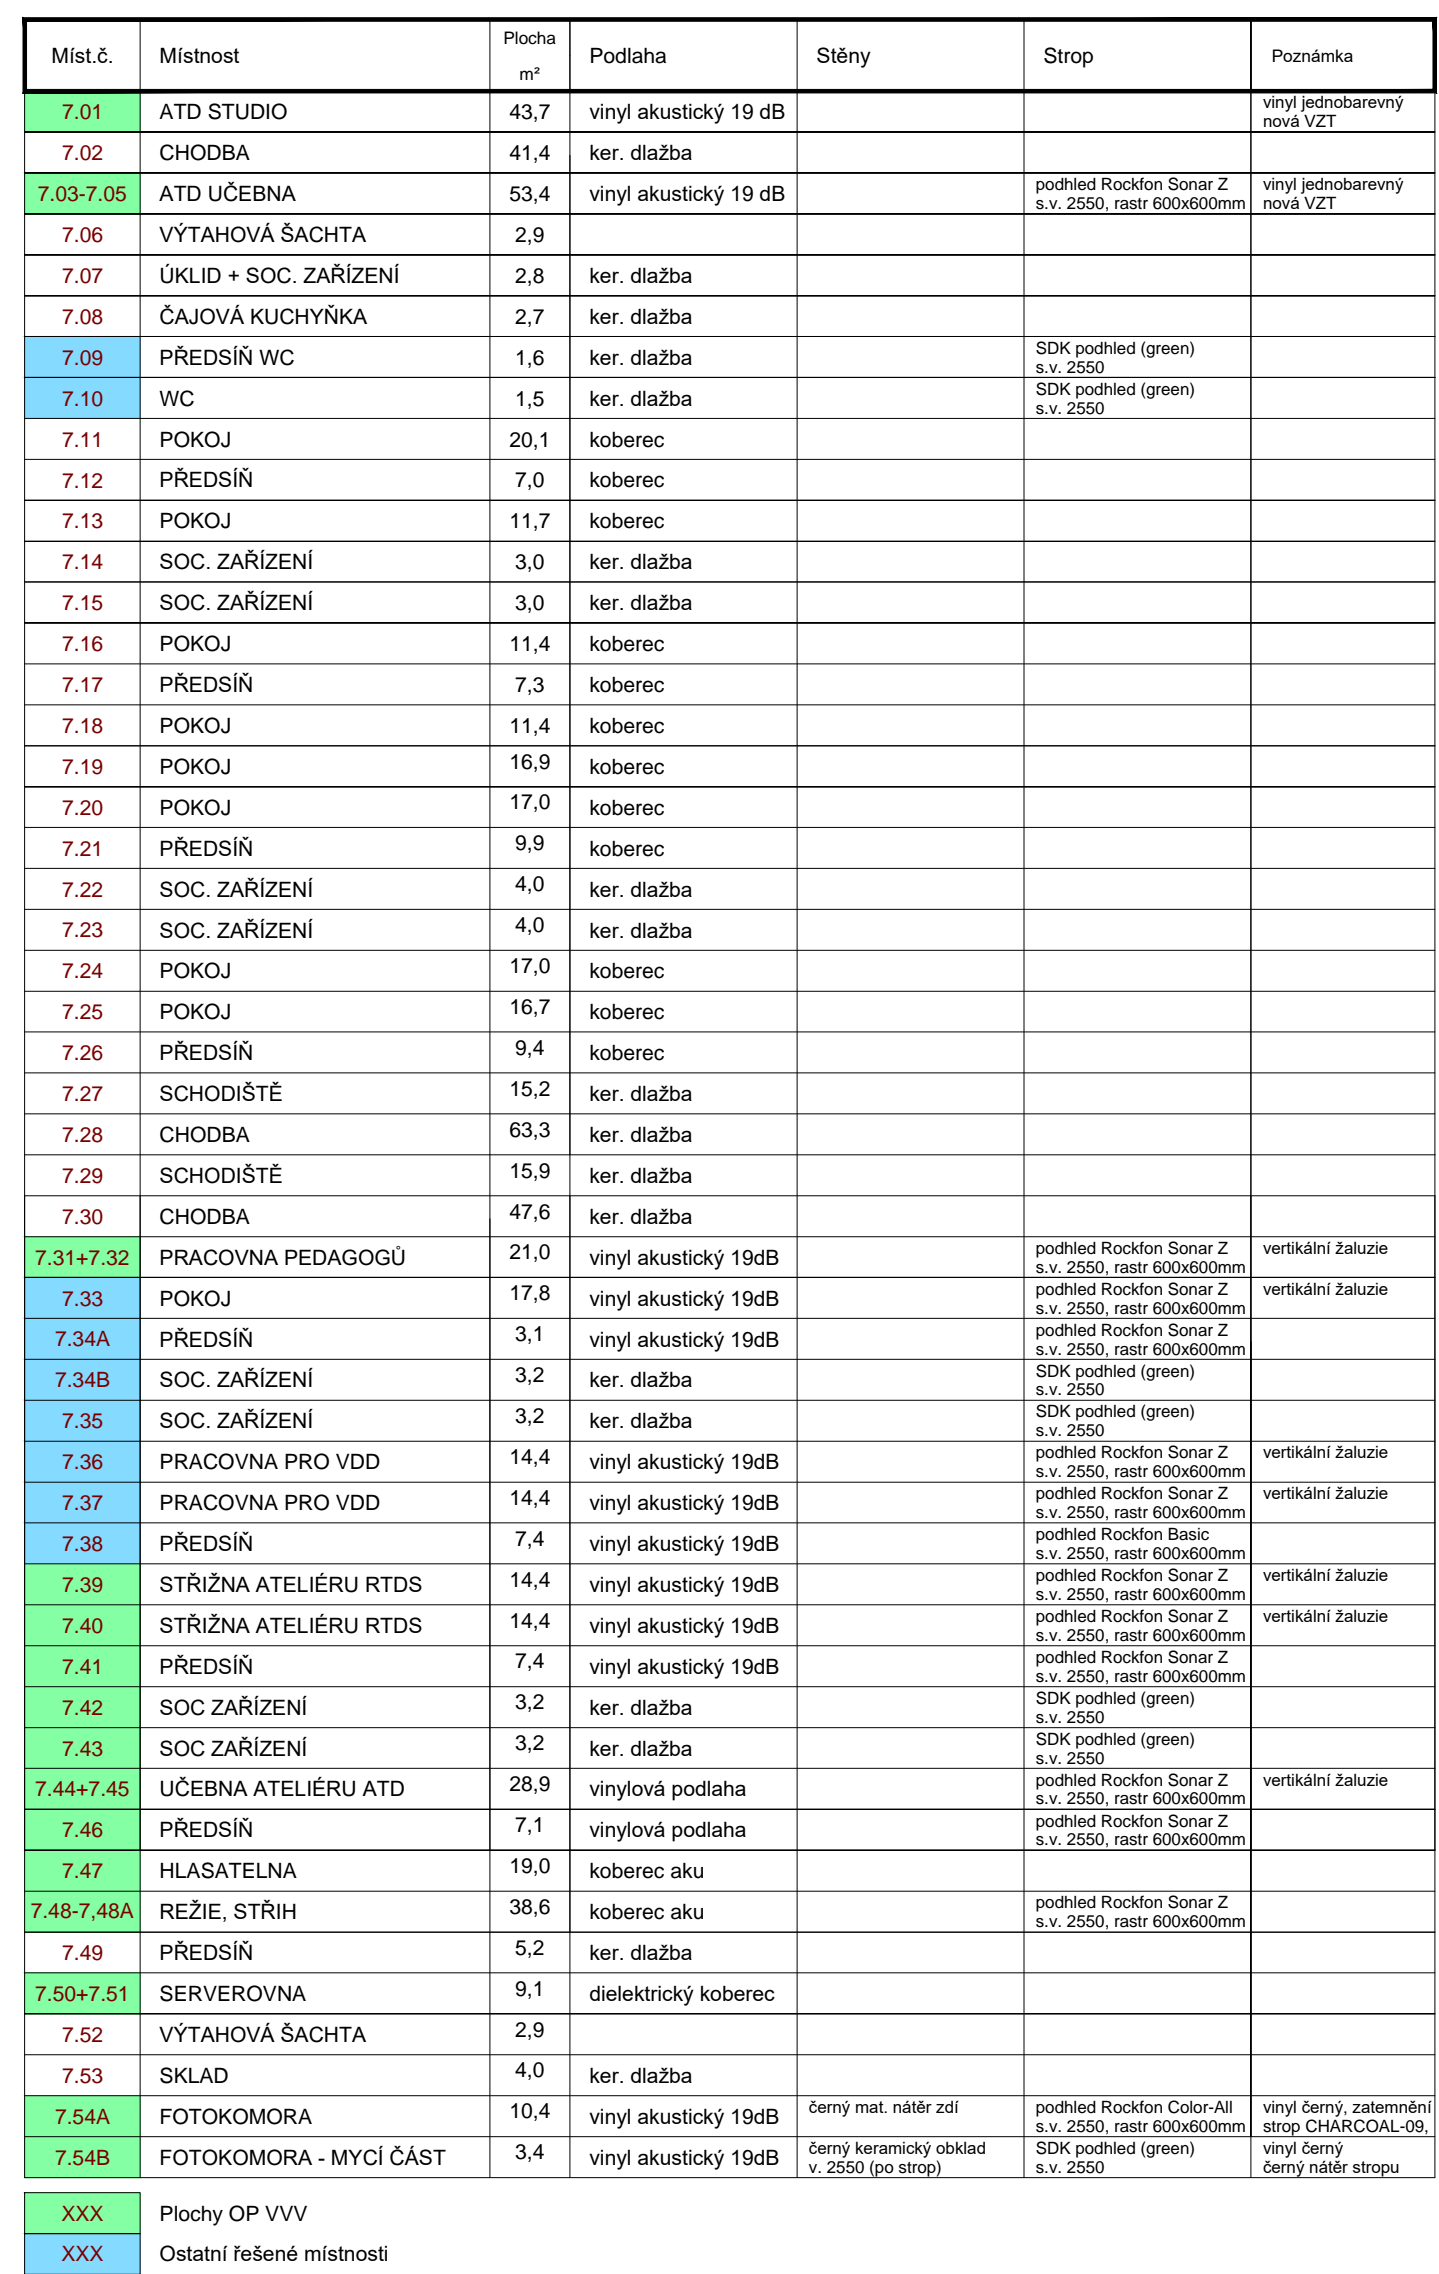 Míst.č. Místnost Plocha m² Podlaha Stěny Strop Poznámka
7.01 ATD STUDIO 43,7 vinyl akustický 19 dB vinyl jednobarevný
nová VZT
7.02 CHODBA 41,4 ker. dlažba
7.03-7.05 ATD UČEBNA 53,4 vinyl akustický 19 dB podhled Rockfon Sonar Z vinyl jednobarevný
s.v. 2550, rastr 600x600mm nová VZT
7.06 VÝTAHOVÁ ŠACHTA 2,9
7.07 ÚKLID + SOC. ZAŘÍZENÍ 2,8 ker. dlažba
7.08 ČAJOVÁ KUCHYŇKA 2,7 ker. dlažba
7.09 PŘEDSÍŇ WC 1,6 ker. dlažba SDK podhled (green)
s.v. 2550
7.10 WC 1,5 ker. dlažba SDK podhled (green)
s.v. 2550
7.11 POKOJ 20,1 koberec
7.12 PŘEDSÍŇ 7,0 koberec
7.13 POKOJ 11,7 koberec
7.14 SOC. ZAŘÍZENÍ 3,0 ker. dlažba
7.15 SOC. ZAŘÍZENÍ 3,0 ker. dlažba
7.16 POKOJ 11,4 koberec
7.17 PŘEDSÍŇ 7,3 koberec
7.18 POKOJ 11,4 koberec
7.19 POKOJ 16,9 koberec
7.20 POKOJ 17,0 koberec
7.21 PŘEDSÍŇ 9,9 koberec
7.22 SOC. ZAŘÍZENÍ 4,0 ker. dlažba
7.23 SOC. ZAŘÍZENÍ 4,0 ker. dlažba
7.24 POKOJ 17,0 koberec
7.25 POKOJ 16,7 koberec
7.26 PŘEDSÍŇ 9,4 koberec
7.27 SCHODIŠTĚ 15,2 ker. dlažba
7.28 CHODBA 63,3 ker. dlažba
7.29 SCHODIŠTĚ 15,9 ker. dlažba
7.30 CHODBA 47,6 ker. dlažba
7.31+7.32 PRACOVNA PEDAGOGŮ 21,0 vinyl akustický 19dB podhled Rockfon Sonar Z vertikální žaluzie
s.v. 2550, rastr 600x600mm
7.33 POKOJ 17,8 vinyl akustický 19dB podhled Rockfon Sonar Z vertikální žaluzie
s.v. 2550, rastr 600x600mm
7.34A PŘEDSÍŇ 3,1 vinyl akustický 19dB podhled Rockfon Sonar Z
s.v. 2550, rastr 600x600mm
7.34B SOC. ZAŘÍZENÍ 3,2 ker. dlažba SDK podhled (green)
s.v. 2550
7.35 SOC. ZAŘÍZENÍ 3,2 ker. dlažba SDK podhled (green)
s.v. 2550
7.36 PRACOVNA PRO VDD 14,4 vinyl akustický 19dB podhled Rockfon Sonar Z vertikální žaluzie
s.v. 2550, rastr 600x600mm
7.37 PRACOVNA PRO VDD 14,4 vinyl akustický 19dB podhled Rockfon Sonar Z vertikální žaluzie
s.v. 2550, rastr 600x600mm
7.38 PŘEDSÍŇ 7,4 vinyl akustický 19dB podhled Rockfon Basic
s.v. 2550, rastr 600x600mm
7.39 STŘIŽNA ATELIÉRU RTDS 14,4 vinyl akustický 19dB podhled Rockfon Sonar Z vertikální žaluzie
s.v. 2550, rastr 600x600mm
7.40 STŘIŽNA ATELIÉRU RTDS 14,4 vinyl akustický 19dB podhled Rockfon Sonar Z vertikální žaluzie
s.v. 2550, rastr 600x600mm
7.41 PŘEDSÍŇ 7,4 vinyl akustický 19dB podhled Rockfon Sonar Z
s.v. 2550, rastr 600x600mm
7.42 SOC ZAŘÍZENÍ 3,2 ker. dlažba SDK podhled (green)
s.v. 2550
7.43 SOC ZAŘÍZENÍ 3,2 ker. dlažba SDK podhled (green)
s.v. 2550
7.44+7.45 UČEBNA ATELIÉRU ATD 28,9 vinylová podlaha podhled Rockfon Sonar Z vertikální žaluzie
s.v. 2550, rastr 600x600mm
7.46 PŘEDSÍŇ 7,1 vinylová podlaha podhled Rockfon Sonar Z
s.v. 2550, rastr 600x600mm
7.47 HLASATELNA 19,0 koberec aku
7.48-7,48A REŽIE, STŘIH 38,6 koberec aku podhled Rockfon Sonar Z
s.v. 2550, rastr 600x600mm
7.49 PŘEDSÍŇ 5,2 ker. dlažba
7.50+7.51 SERVEROVNA 9,1 dielektrický koberec
7.52 VÝTAHOVÁ ŠACHTA 2,9
7.53 SKLAD 4,0 ker. dlažba
7.54A FOTOKOMORA 10,4 vinyl akustický 19dB černý mat. nátěr zdí podhled Rockfon Color-All vinyl černý, zatemnění
s.v. 2550, rastr 600x600mm strop CHARCOAL-09,
7.54B FOTOKOMORA - MYCÍ ČÁST 3,4 vinyl akustický 19dB černý keramický obklad SDK podhled (green) vinyl černý
v. 2550 (po strop) s.v. 2550 černý nátěr stropu
XXX Plochy OP VVV
XXX Ostatní řešené místnosti